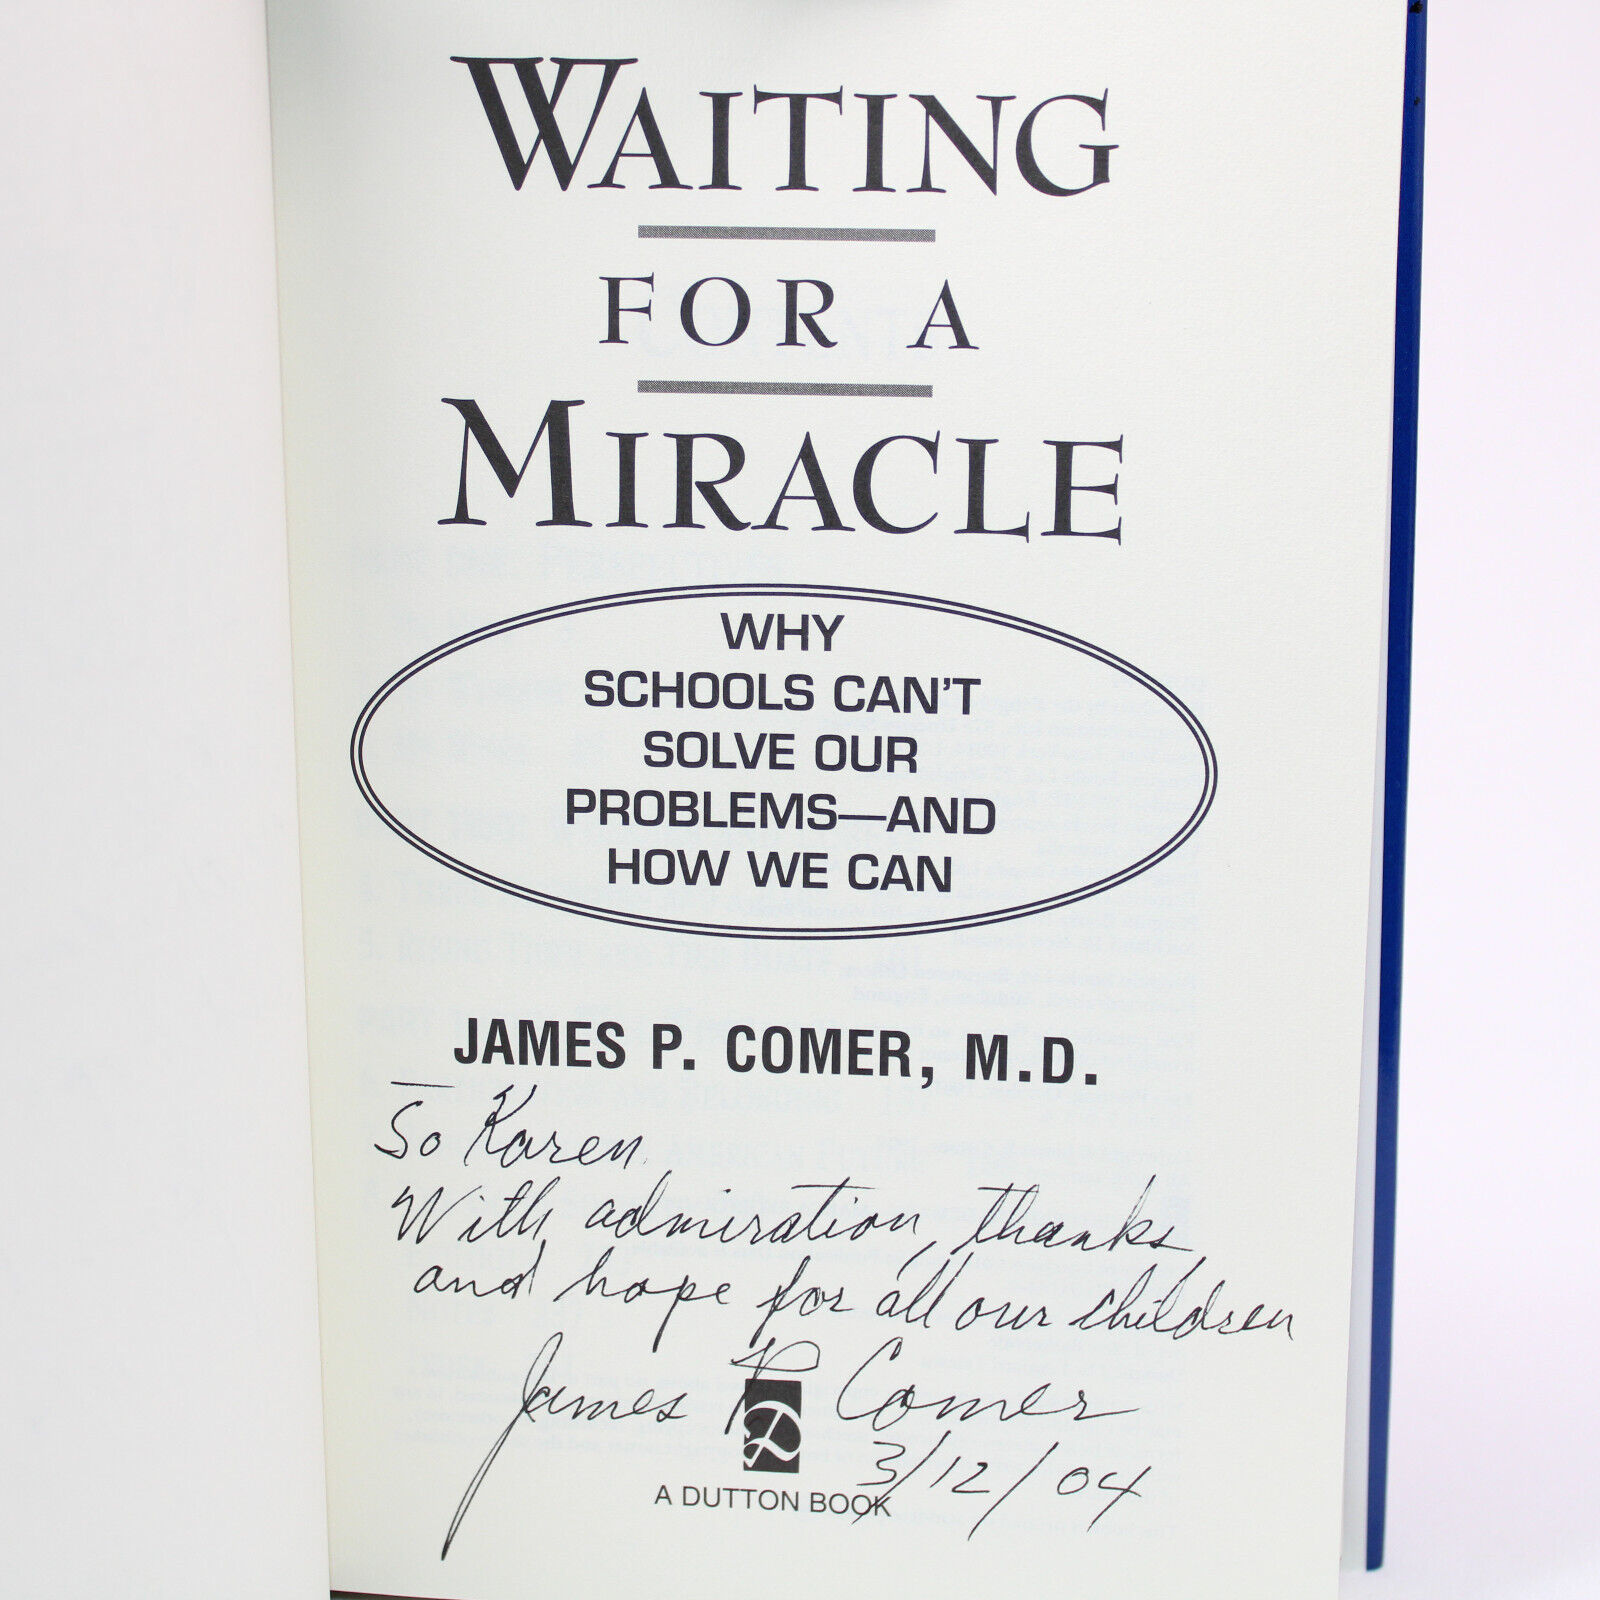 WAITING
FOR A
MIRACLE
WHY
SCHOOLS CAN'T
SOLVE OUR
PROBLEMS—AND
HOW WE CAN
JAMES P. COMER, M.D.
To Karen
With admiration, thanks
and hope for all our children
James P Comer
3/12/04
D
A DUTTON BOOK